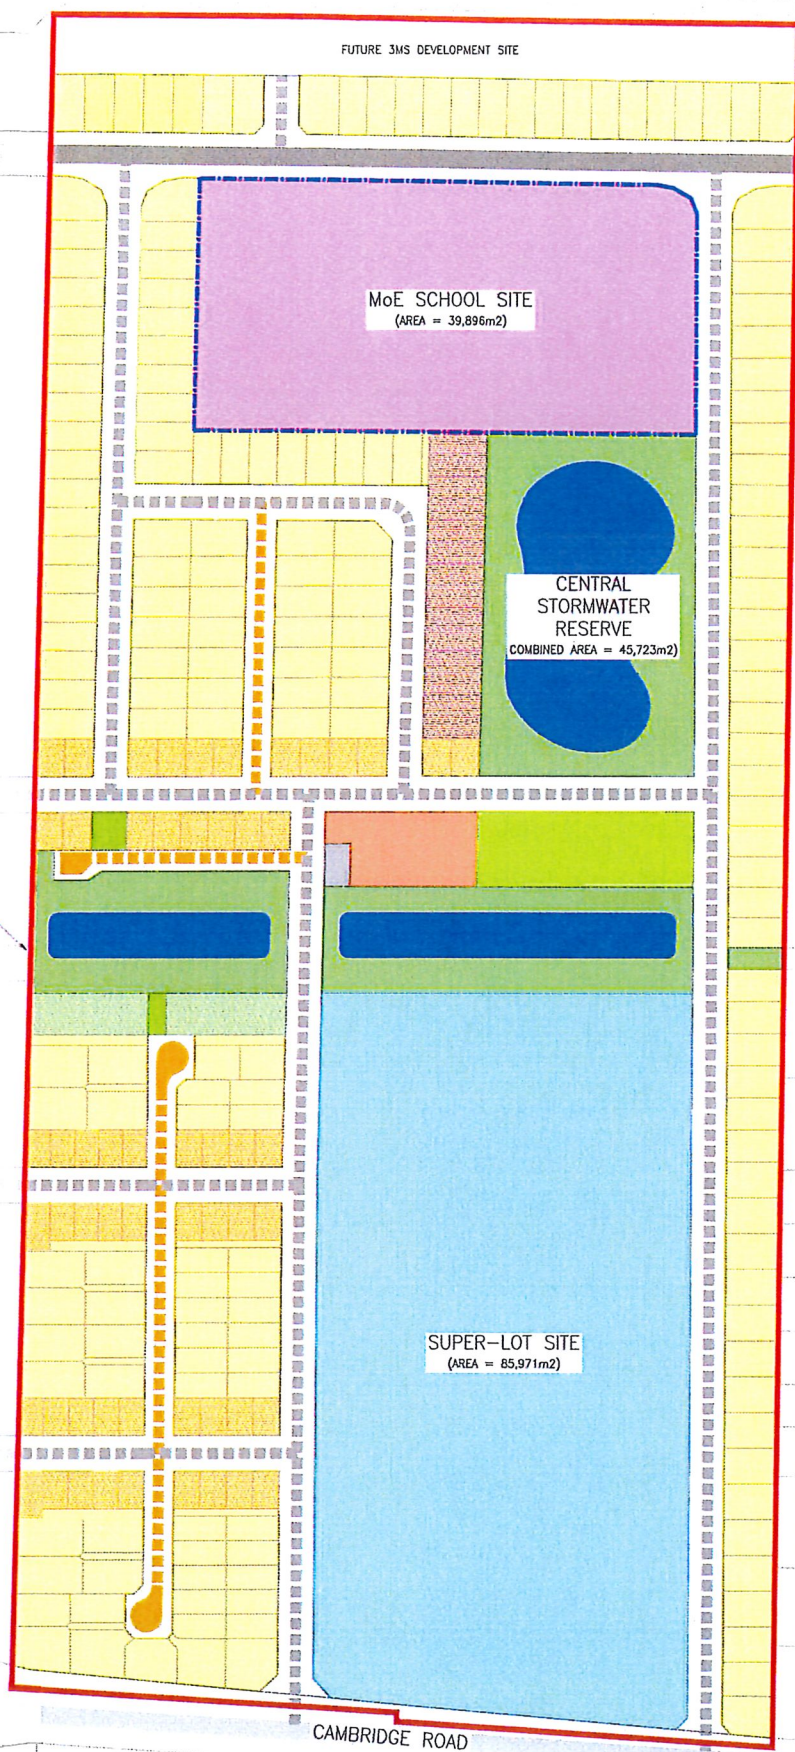 FUTURE 3MS DEVELOPMENT SITE
MoE SCHOOL SITE
(AREA = 39,896m2)
CENTRAL
STORMWATER
RESERVE
COMBINED AREA = 45,723m2)
SUPER-LOT SITE
(AREA = 85,971m2)
CAMBRIDGE ROAD